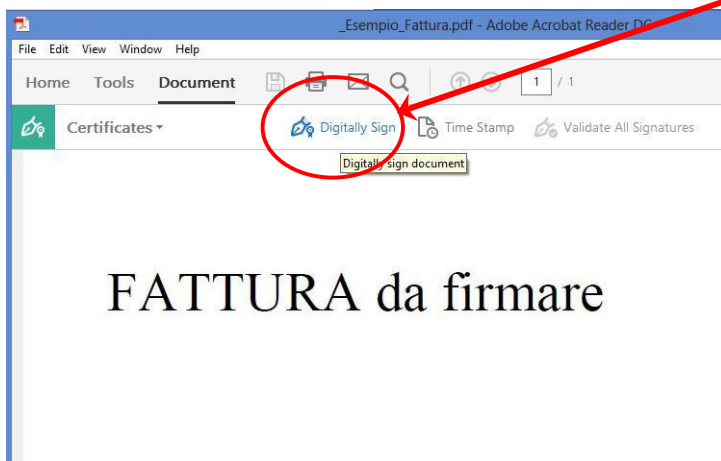 _Esempio_Fattura.pdf - Adobe Acrobat Reader DC
File Edit View Window Help
Home Tools Document 1 / 1
Certificates Digitally Sign Time Stamp Validate All Signatures
Digitally sign document
FATTURA da firmare